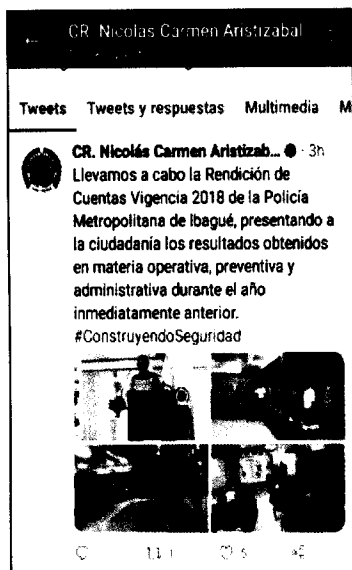 CR. Nicolas Carmen Aristizabal
Tweets Tweets y respuestas Multimedia M
CR. Nicolás Carmen Aristizab... · 3h
Llevamos a cabo la Rendición de
Cuentas Vigencia 2018 de la Policía
Metropolitana de Ibagué, presentando a
la ciudadanía los resultados obtenidos
en materia operativa, preventiva y
administrativa durante el año
inmediatamente anterior.
#ConstruyendoSeguridad